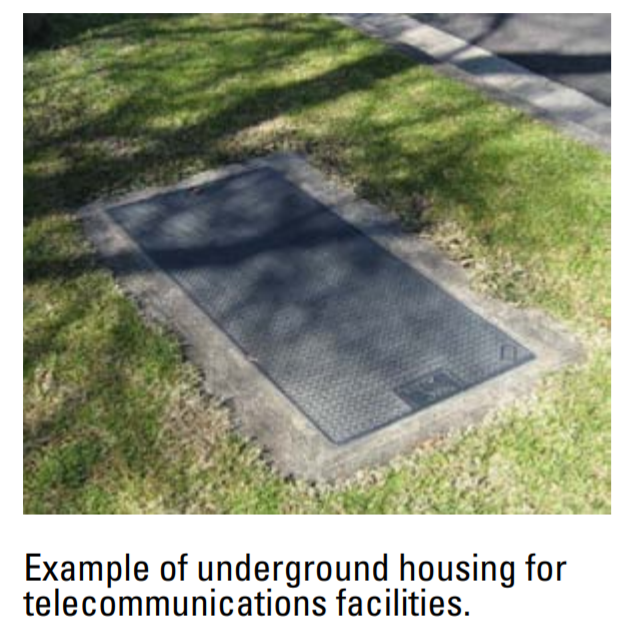 Example of underground housing for
telecommunications facilities.